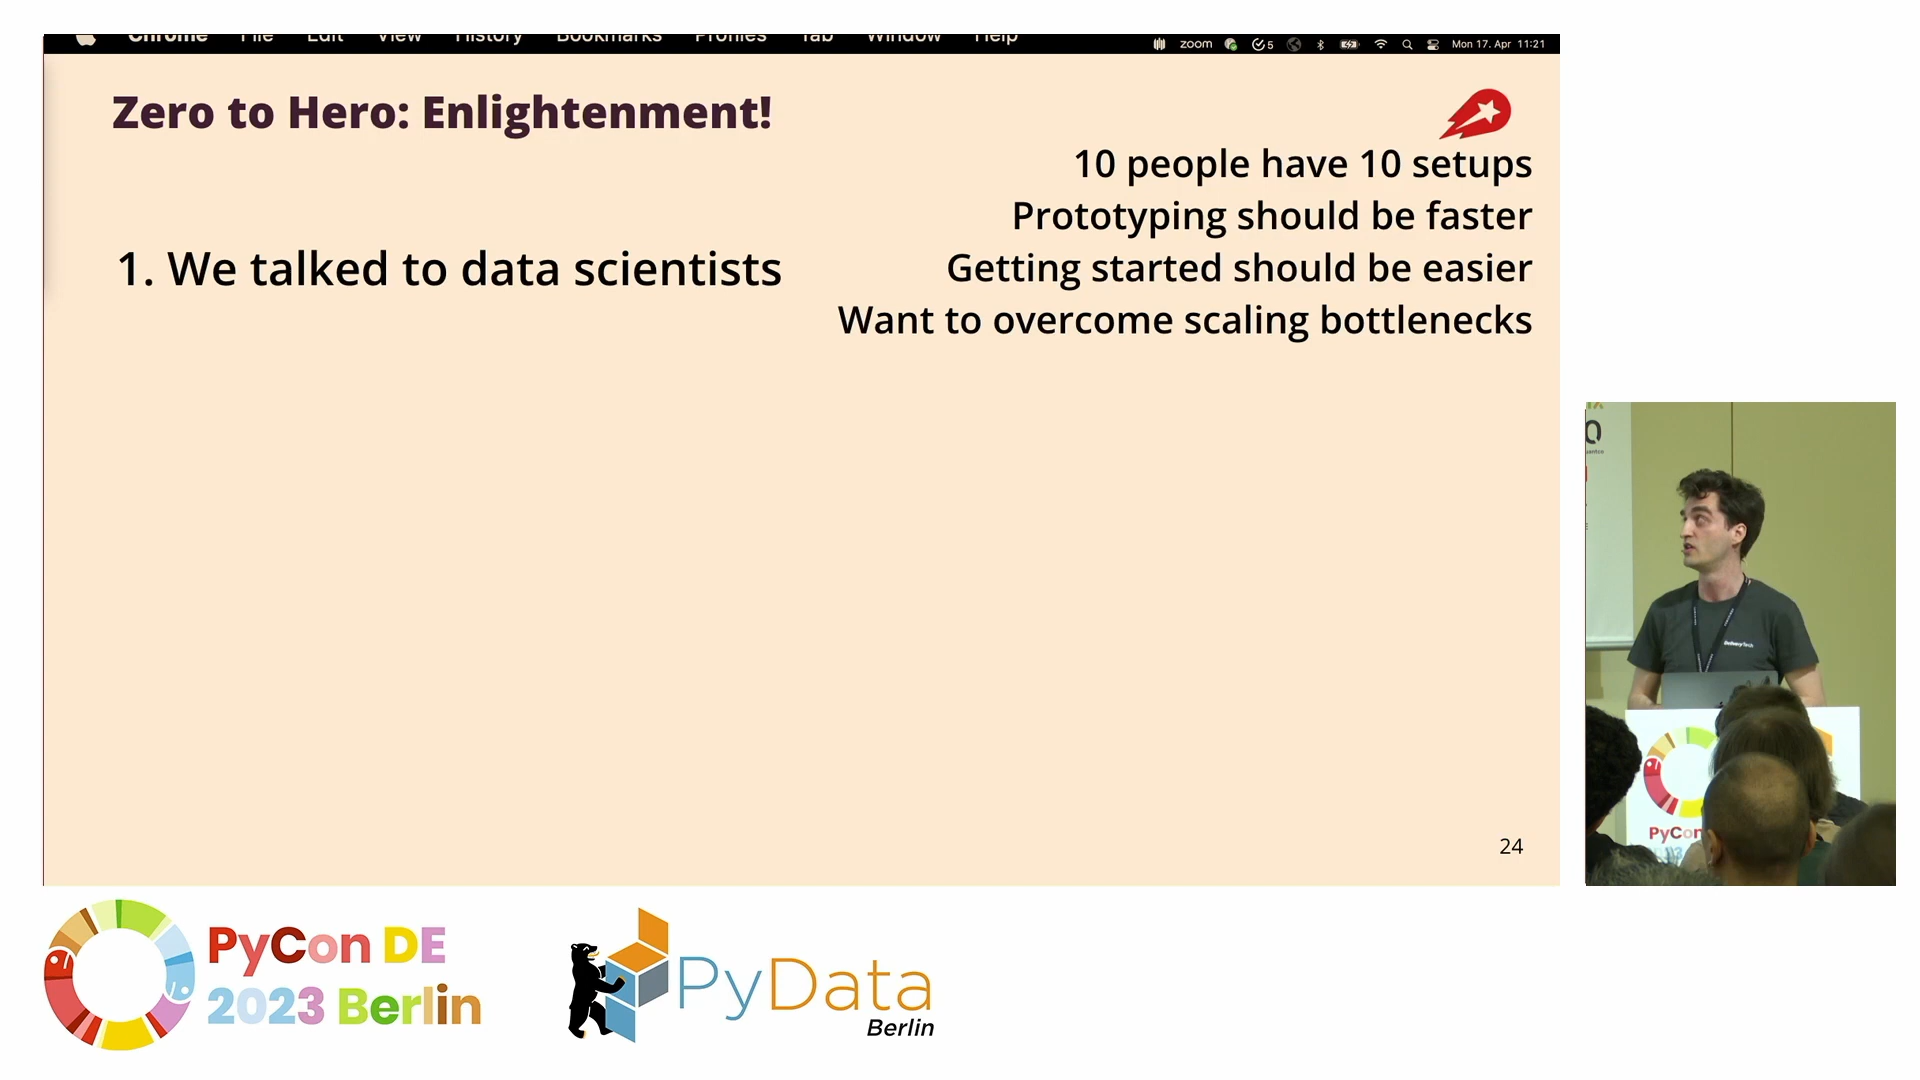 Chrome File Edit View History Bookmarks Profiles Tab Window Help
zoom 5 Mon 17. Apr 11:21
Zero to Hero: Enlightenment!
10 people have 10 setups
Prototyping should be faster
Getting started should be easier
Want to overcome scaling bottlenecks
1. We talked to data scientists
24
PyCon DE
2023 Berlin
PyData
Berlin
PyCon